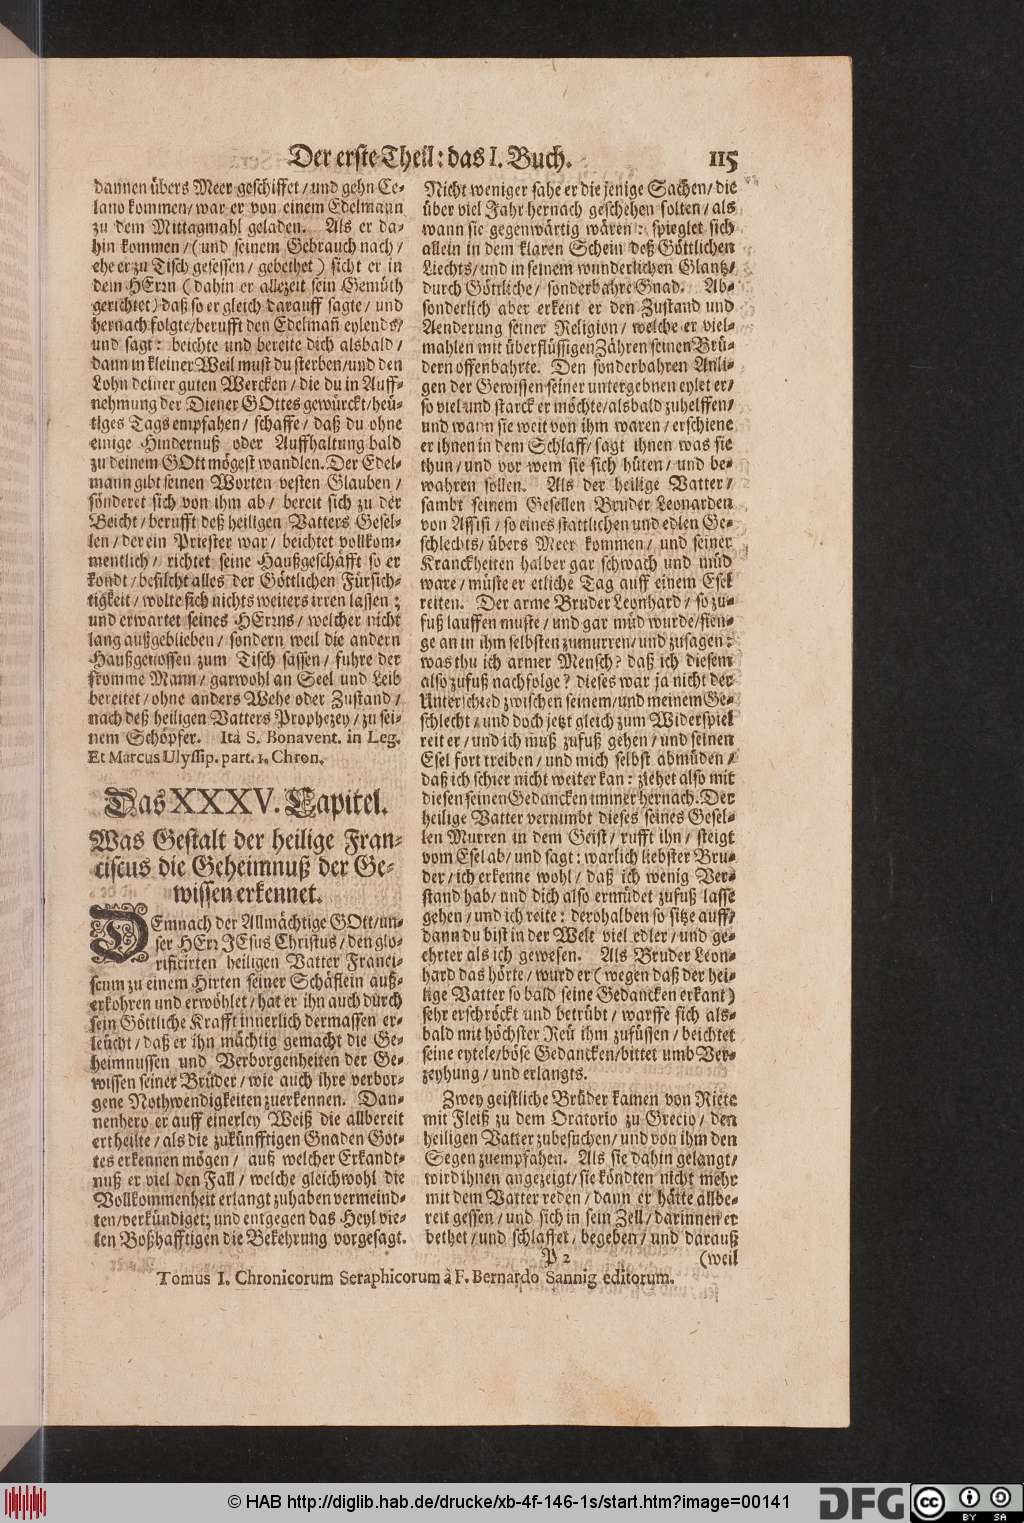 Der erste Theil: das I. Buch. 115
dannen übers Meer geschiffet / und gehn Ce-
lano kommen/ war er von einem Edelmann
zu dem Mittagmahl geladen. Als er da-
hin kommen / (und seinem Gebrauch nach /
ehe er zu Tisch gesessen / gebethet) sicht er in
dem HErrn (dahin er allezeit sein Gemüth
gerichtet) daß so er gleich darauff sagte / und
hernach folgte/berufft den Edelmañ eylends/
und sagt: beichte und bereite dich alsbald /
dann in kleiner Weil must du sterben/und den
Lohn deiner guten Wercken / die du in Auff-
nehmung der Diener GOttes gewürckt/heü-
tiges Tags empfahen / schaffe / daß du ohne
einige Hindernuß oder Auffhaltung bald
zu deinem GOtt mögest wandlen. Der Edel-
mann gibt seinen Worten vesten Glauben /
sönderet sich von ihm ab / bereit sich zu der
Beicht / berufft deß heiligen Vatters Gesel-
len / der ein Priester war / beichtet vollkom-
mentlich / richtet seine Haußgeschäfft so er
kondt / befilcht alles der Göttlichen Fürsich-
tigkeit / wolte sich nichts weiters irren lassen;
und erwartet seines HErrns / welcher nicht
lang außgeblieben / sondern weil die andern
Haußgenossen zum Tisch sassen / fuhre der
fromme Mann / gar wohl an Seel und Leib
bereitet / ohne anders Wehe oder Zustand /
nach deß heiligen Vatters Prophezey / zu sei-
nem Schöpfer. Ita S. Bonavent. in Leg.
Et Marcus Ulyssip. part. 1. Chron.
Das XXXV. Capitel.
Was Gestalt der heilige Fran-
ciscus die Geheimnuß der Ge-
wissen erkennet.
DEmnach der Allmächtige GOtt/un-
ser HErr JEsus Christus / den glo-
rificirten heiligen Vatter Franci-
scum zu einem Hirten seiner Schäflein auß-
erkohren und erwöhlet / hat er ihn auch durch
sein Göttliche Krafft innerlich dermassen er-
leücht / daß er ihn mächtig gemacht die Ge-
heimnussen und Verborgenheiten der Ge-
wissen seiner Brüder / wie auch ihre verbor-
gene Nothwendigkeiten zuerkennen. Dan-
nenhero er auff einerley Weiß die allbereit
ertheilte / als die zukünfftigen Gnaden Got-
tes erkennen mögen / auß welcher Erkandt-
nuß er viel den Fall / welche gleichwohl die
Vollkommenheit erlangt zuhaben vermeind-
ten/verkündiget; und entgegen das Heyl vie-
len Boßhafftigen die Bekehrung vorgesagt.
Nicht weniger sahe er die jenige Sachen/ die
über viel Jahr hernach geschehen solten / als
wann sie gegenwärtig wären: spieglet sich
allein in dem klaren Schein deß Göttlichen
Liechts/ und in seinem wunderlichen Glantz/
durch Göttliche / sonderbahre Gnad. Ab-
sonderlich aber erkent er den Zustand und
Aenderung seiner Religion / welche er viel-
mahlen mit überflüssigen Zähren seinen Brü-
dern offenbahrte. Den sonderbahren Anli-
gen der Gewissen seiner untergebnen eylet er/
so viel und starck er möchte/alsbald zuhelffen/
und wann sie weit von ihm waren / erschiene
er ihnen in dem Schlaff/ sagt ihnen was sie
thun / und vor wem sie sich hüten / und be-
wahren sollen. Als der heilige Vatter /
sambt seinem Gesellen Bruder Leonarden
von Assisi / so eines stattlichen und edlen Ge-
schlechts/ übers Meer kommen / und seiner
Kranckheiten halber gar schwach und müd
ware / müste er etliche Tag auff einem Esel
reiten. Der arme Bruder Leonhard / so zu-
fuß lauffen muste / und gar müd wurde/fien-
ge an in ihm selbsten zumurren/ und zusagen:
was thu ich armer Mensch? daß ich diesem
also zufuß nachfolge? dieses war ja nicht der
Unterschied zwischen seinem/und meinem Ge-
schlecht / und doch jetzt gleich zum Widerspiel
reit er / und ich muß zufuß gehen / und seinen
Esel fort treiben / und mich selbst abmüden /
daß ich schier nicht weiter kan: ziehet also mit
diesen seinen Gedancken immer hernach. Der
heilige Vatter vernimbt dieses seines Gesel-
len Murren in dem Geist / rufft ihn / steigt
vom Esel ab/ und sagt: warlich liebster Bru-
der / ich erkenne wohl / daß ich wenig Ver-
stand hab/ und dich also ermüdet zufuß lasse
gehen / und ich reite: derohalben so sitze auff/
dann du bist in der Welt viel edler / und ge-
ehrter als ich gewesen. Als Bruder Leon-
hard das hörte / wurd er (wegen daß der hei-
lige Vatter so bald seine Gedancken erkant)
sehr erschröckt und betrübt / warffe sich als-
bald mit höchster Reü ihm zufüssen / beichtet
seine eytele/böse Gedancken/bittet umb Ver-
zeyhung / und erlangts.
Zwey geistliche Brüder kamen von Riete
mit Fleiß zu dem Oratorio zu Grecio / den
heiligen Vatter zubesuchen/ und von ihm den
Segen zuempfahen. Als sie dahin gelangt/
wird ihnen angezeigt/ sie köndten nicht mehr
mit dem Vatter reden / dann er hätte allbe-
reit gessen / und sich in sein Zell / darinnen er
bethet / und schlaffet / begeben / und darauß
P 2 (weil
Tomus I. Chronicorum Seraphicorum à F. Bernardo Sannig editorum.
© HAB http://diglib.hab.de/drucke/xb-4f-146-1s/start.htm?image=00141
DFG
cc
BY SA